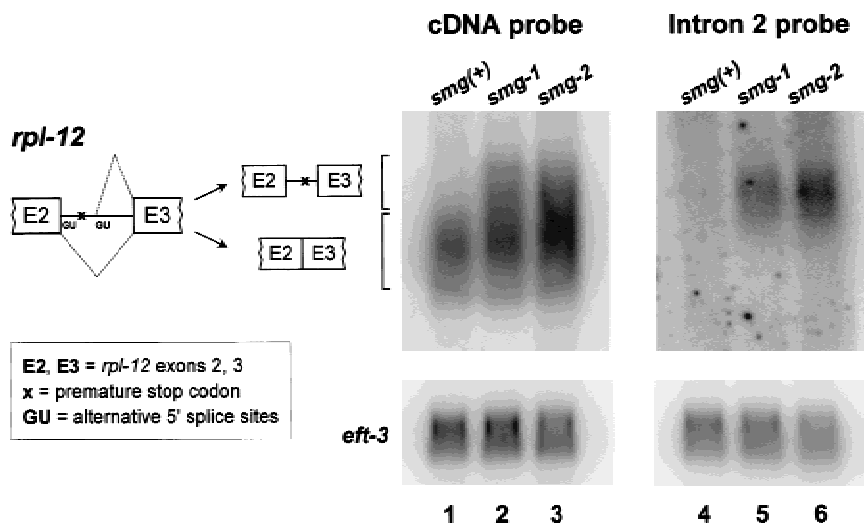 cDNA probe
Intron 2 probe
smg(+) smg-1 smg-2
smg(+) smg-1 smg-2
rpl-12
E2 x E3
GU GU
E2 x E3
E2 E3
E2, E3 = rpl-12 exons 2, 3
x = premature stop codon
GU = alternative 5' splice sites
eft-3
1 2 3 4 5 6